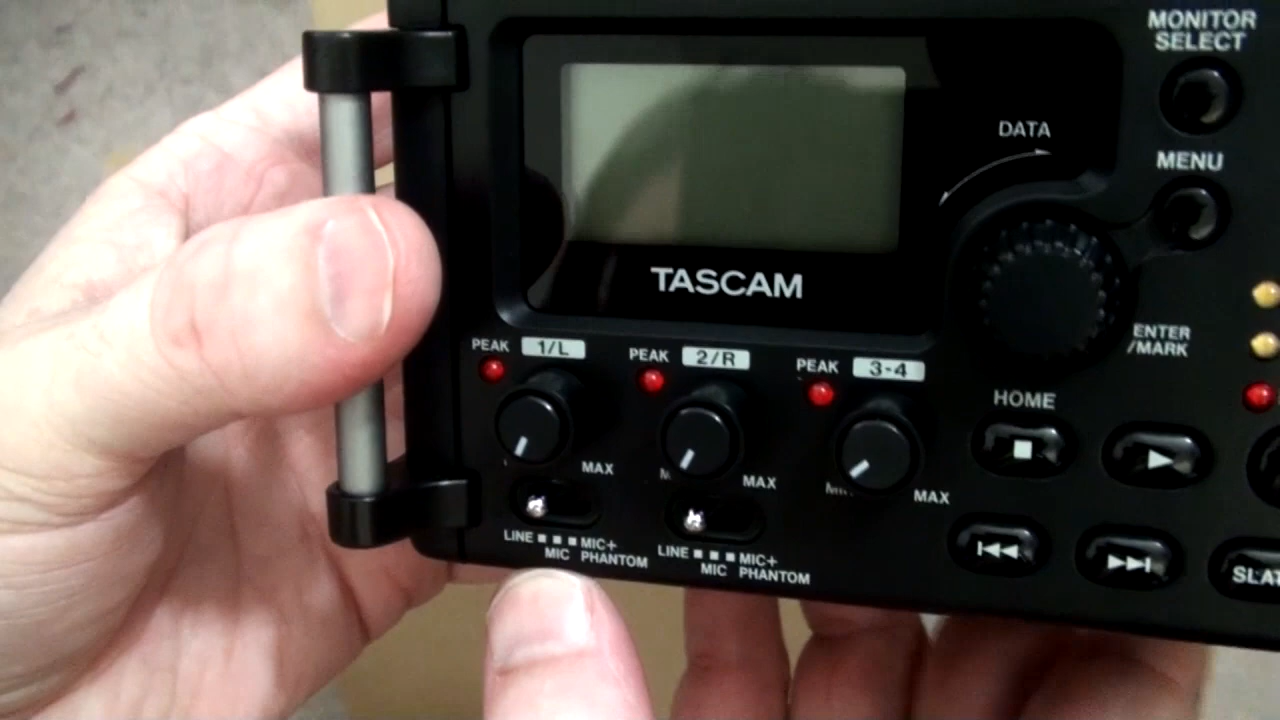 MONITOR
SELECT
DATA
MENU
TASCAM
ENTER
/MARK
PEAK 1/L
PEAK 2/R
PEAK 3-4
HOME
MAX
MAX
MAX
LINE MIC+
MIC PHANTOM
LINE MIC+
MIC PHANTOM